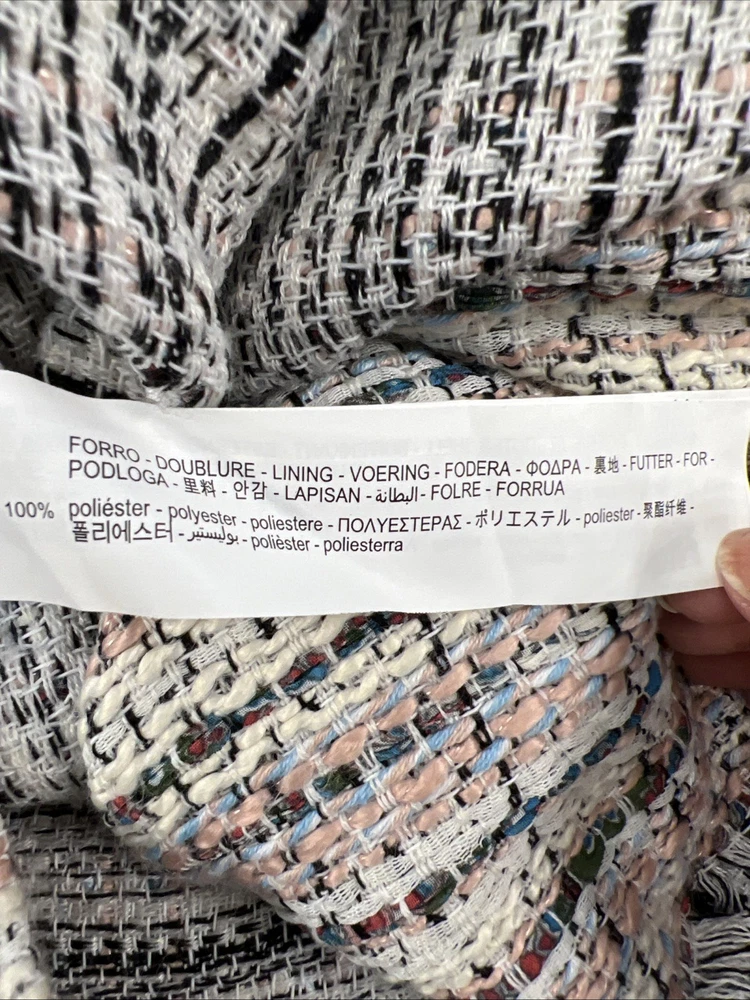 FORRO - DOUBLURE - LINING - VOERING - FODERA - ΦΟΔΡΑ - 裏地 - FUTTER - FOR -
PODLOGA - 里料 - 안감 - LAPISAN - البطانة - FOLRE - FORRUA
100% poliéster - polyester - poliestere - ΠΟΛΥΕΣΤΕΡΑΣ - ポリエステル - poliester - 聚酯纤维 -
폴리에스터 - بوليستير - polièster - poliesterra